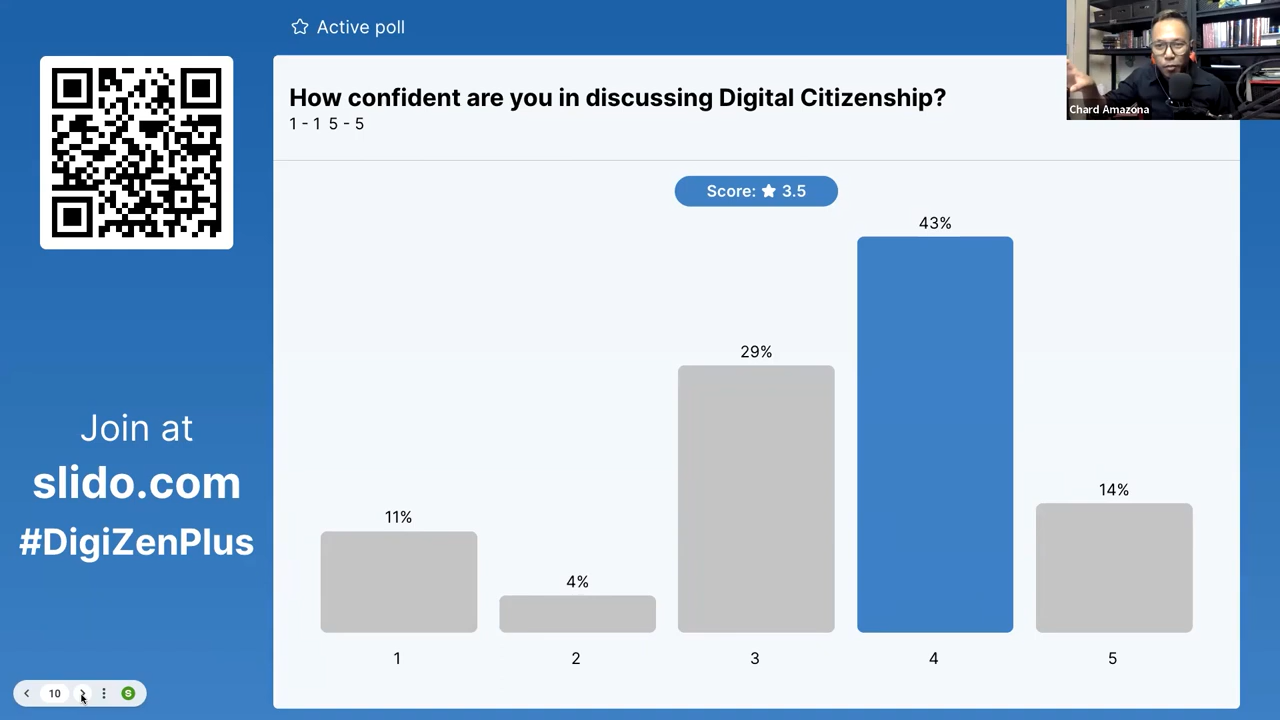 Active poll
How confident are you in discussing Digital Citizenship?
1 - 1 5 - 5
Chard Amazona
Score: 3.5
43%
29%
14%
11%
4%
1
2
3
4
5
Join at
slido.com
#DigiZenPlus
10
S